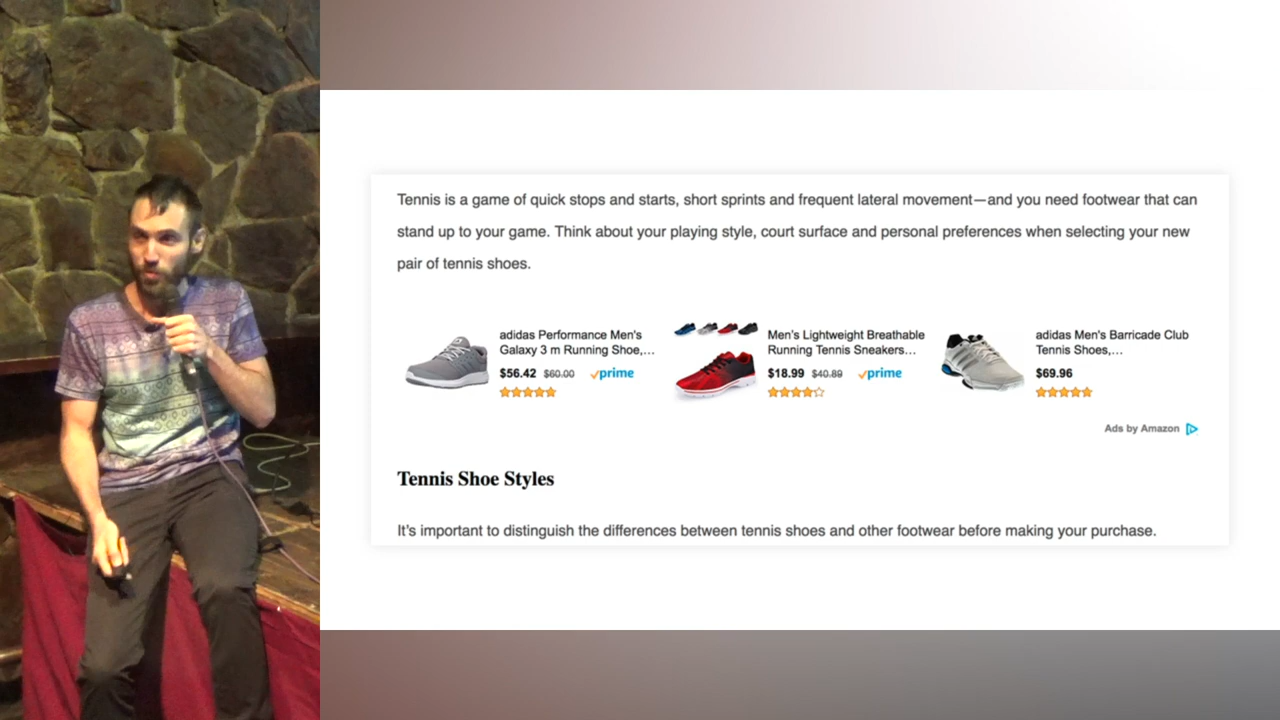 Tennis is a game of quick stops and starts, short sprints and frequent lateral movement—and you need footwear that can
stand up to your game. Think about your playing style, court surface and personal preferences when selecting your new
pair of tennis shoes.
adidas Performance Men's
Galaxy 3 m Running Shoe,...
$56.42 $60.00 prime
Men's Lightweight Breathable
Running Tennis Sneakers...
$18.99 $40.89 prime
adidas Men's Barricade Club
Tennis Shoes,...
$69.96
Ads by Amazon
Tennis Shoe Styles
It's important to distinguish the differences between tennis shoes and other footwear before making your purchase.